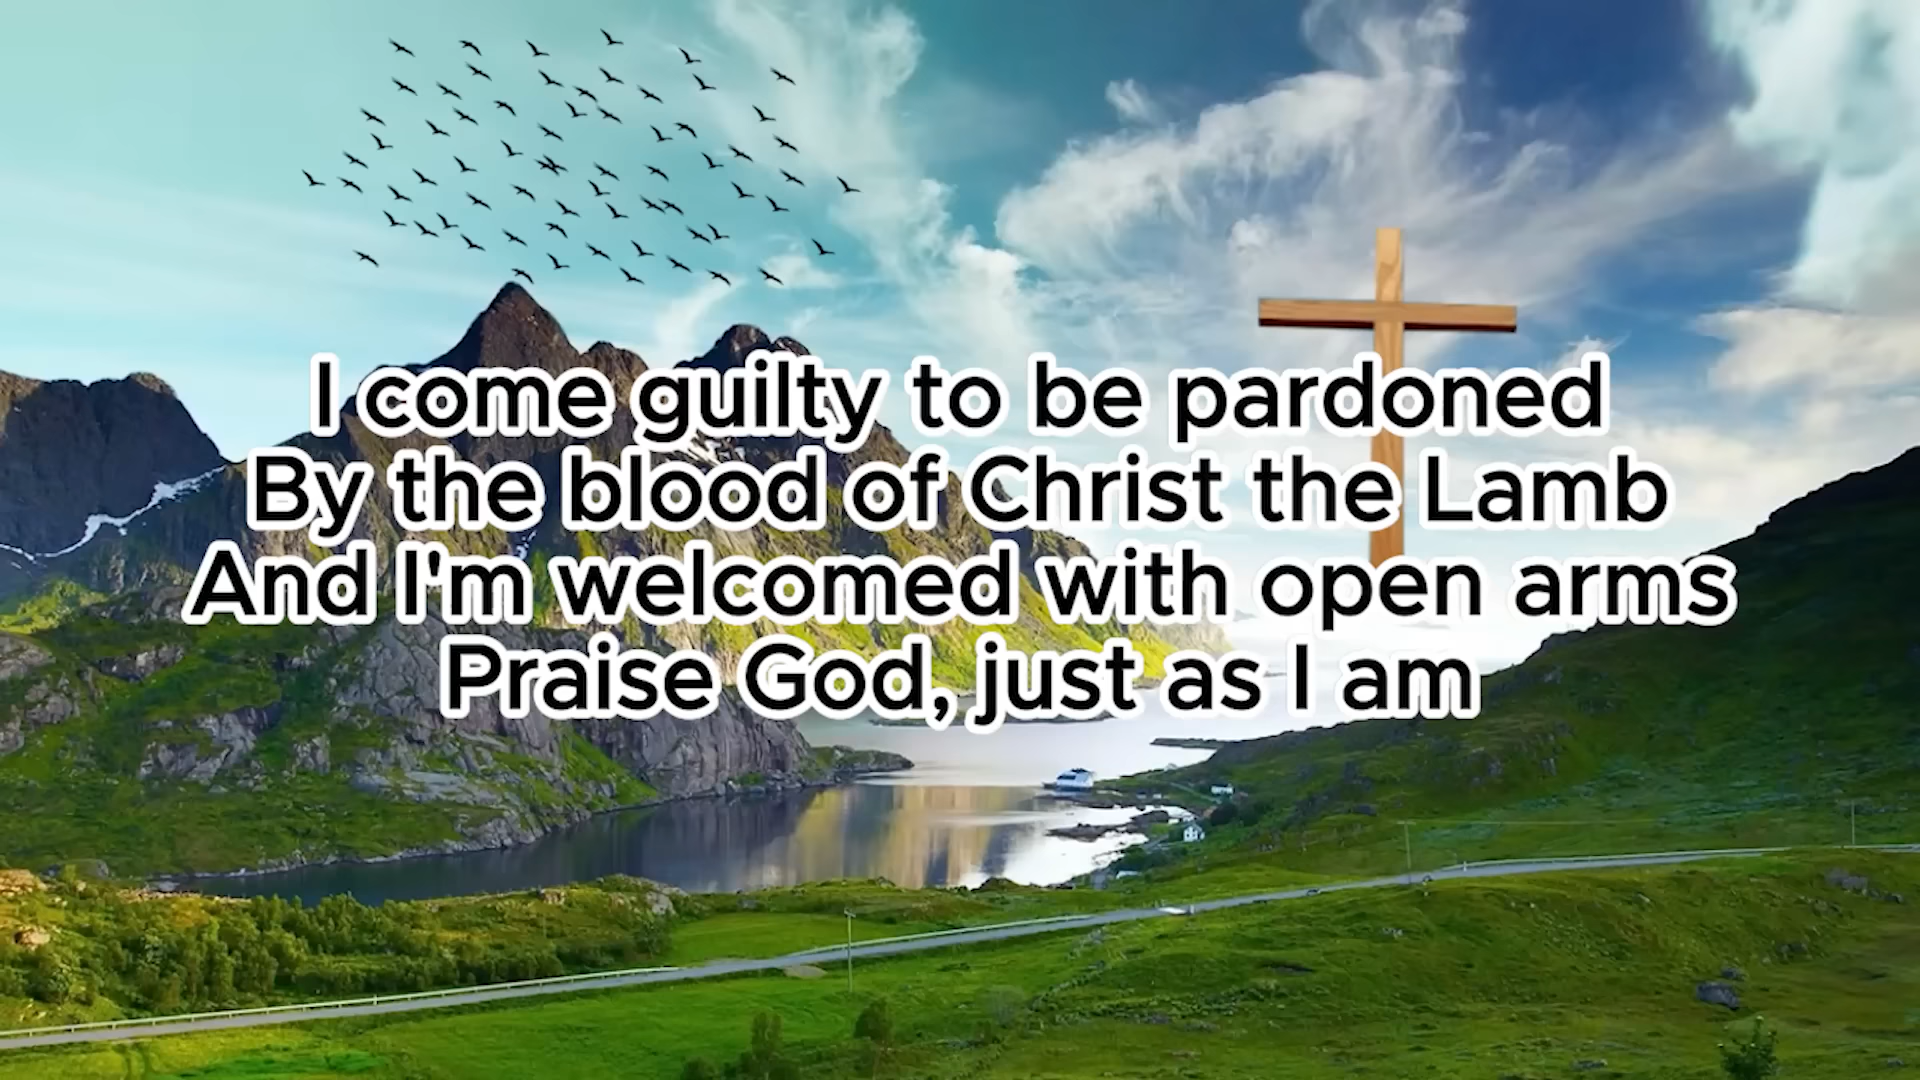 I come guilty to be pardoned
By the blood of Christ the Lamb
And I'm welcomed with open arms
Praise God, just as I am